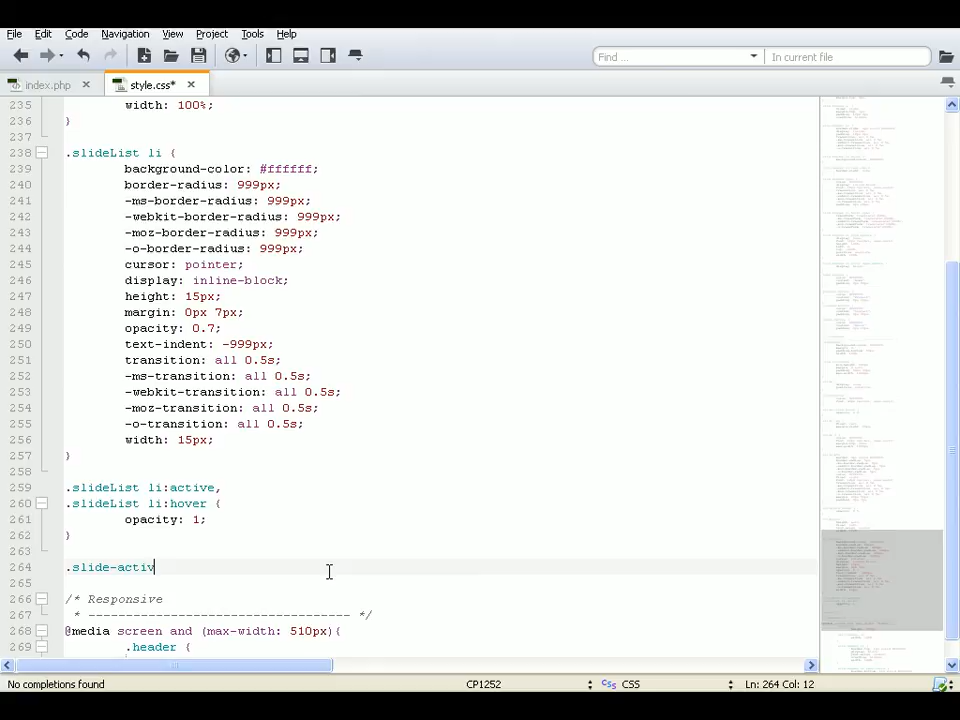 File Edit Code Navigation View Project Tools Help
Find ... In current file
index.php style.css*
235 width: 100%;
236 }
237
238 .slideList li {
239 background-color: #ffffff;
240 border-radius: 999px;
241 -ms-border-radius: 999px;
242 -webkit-border-radius: 999px;
243 -moz-border-radius: 999px;
244 -o-border-radius: 999px;
245 cursor: pointer;
246 display: inline-block;
247 height: 15px;
248 margin: 0px 7px;
249 opacity: 0.7;
250 text-indent: -999px;
251 transition: all 0.5s;
252 -ms-transition: all 0.5s;
253 -webkit-transition: all 0.5s;
254 -moz-transition: all 0.5s;
255 -o-transition: all 0.5s;
256 width: 15px;
257 }
258
259 .slideList li:active,
260 .slideList li:hover {
261 opacity: 1;
262 }
263
264 .slide-activ
265
266 /* Responsive
267 * ----------------------------------- */
268 @media screen and (max-width: 510px){
269 .header {
No completions found CP1252 CSS CSS Ln: 264 Col: 12